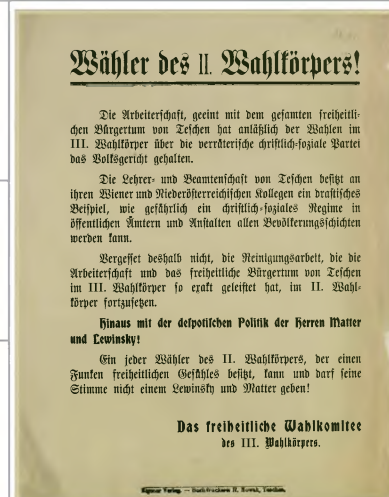 Wähler des II. Wahlkörpers!
Die Arbeiterschaft, geeint mit dem gesamten freiheitli-
chen Bürgertum von Teschen hat anläßlich der Wahlen im
III. Wahlkörper über die verräterische christlich-soziale Partei
das Volksgericht gehalten.
Die Lehrer- und Beamtenschaft von Teschen besitzt an
ihren Wiener und Niederösterreichischen Kollegen ein drastisches
Beispiel, wie gefährlich ein christlich-soziales Regime in
öffentlichen Ämtern und Anstalten allen Bevölkerungsschichten
werden kann.
Vergesset deshalb nicht, die Reinigungsarbeit, die die
Arbeiterschaft und das freiheitliche Bürgertum von Teschen
im III. Wahlkörper so exakt geleistet hat, im II. Wahl-
körper fortzusetzen.
Hinaus mit der despotischen Politik der Herren Matter
und Lewinsky!
Ein jeder Wähler des II. Wahlkörpers, der einen
Funken freiheitlichen Gefühles besitzt, kann und darf seine
Stimme nicht einem Lewinsky und Matter geben!
Das freiheitliche Wahlkomitee
des III. Wahlkörpers.
Eigener Verlag. — Buchdruckerei H. Nowak, Teschen.